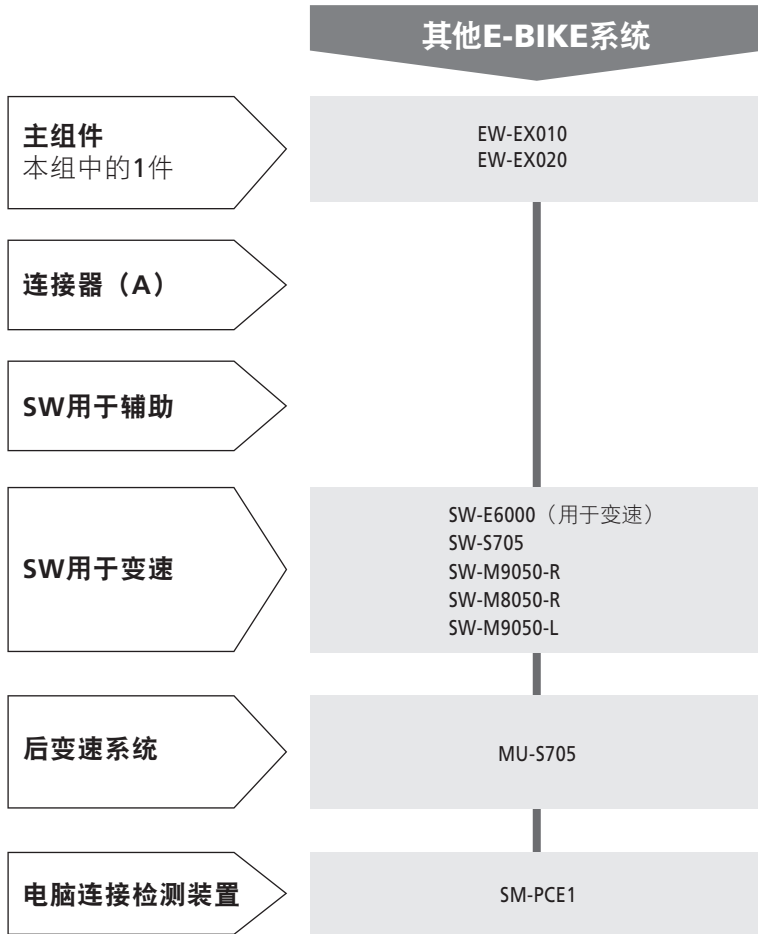 其他E-BIKE系统
主组件
本组中的1件
EW-EX010
EW-EX020
连接器（A）
SW用于辅助
SW用于变速
SW-E6000（用于变速）
SW-S705
SW-M9050-R
SW-M8050-R
SW-M9050-L
后变速系统
MU-S705
电脑连接检测装置
SM-PCE1